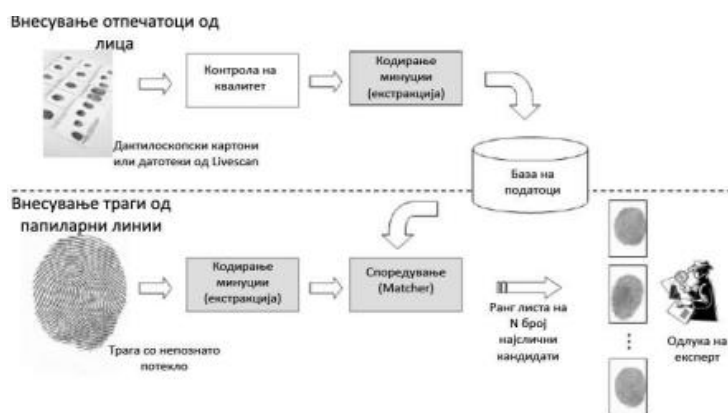 Внесување отпечатоци од
лица
Контрола на
квалитет
Кодирање
минуции
(екстракција)
Дактилоскопски картони
или датотеки од Livescan
База на
податоци
Внесување траги од
папиларни линии
Кодирање
минуции
(екстракција)
Споредување
(Matcher)
Ранг листа на
N број
најслични
кандидати
Одлука на
експерт
Трага со непознато
потекло